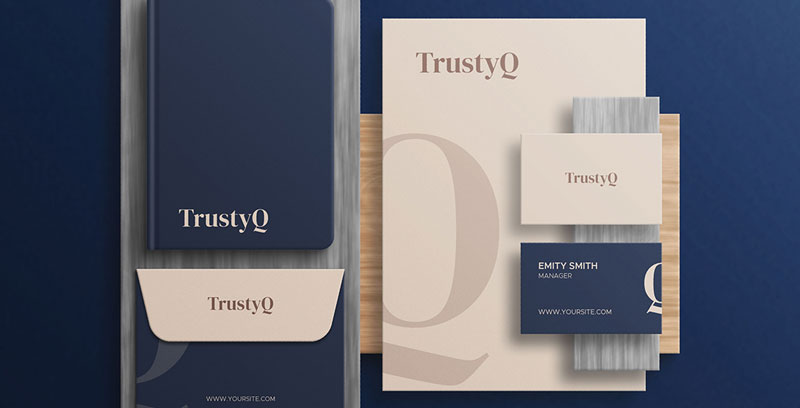 TrustyQ
TrustyQ
WWW.YOURSITE.COM
TrustyQ
Q
TrustyQ
EMITY SMITH
MANAGER
WWW.YOURSITE.COM
Q